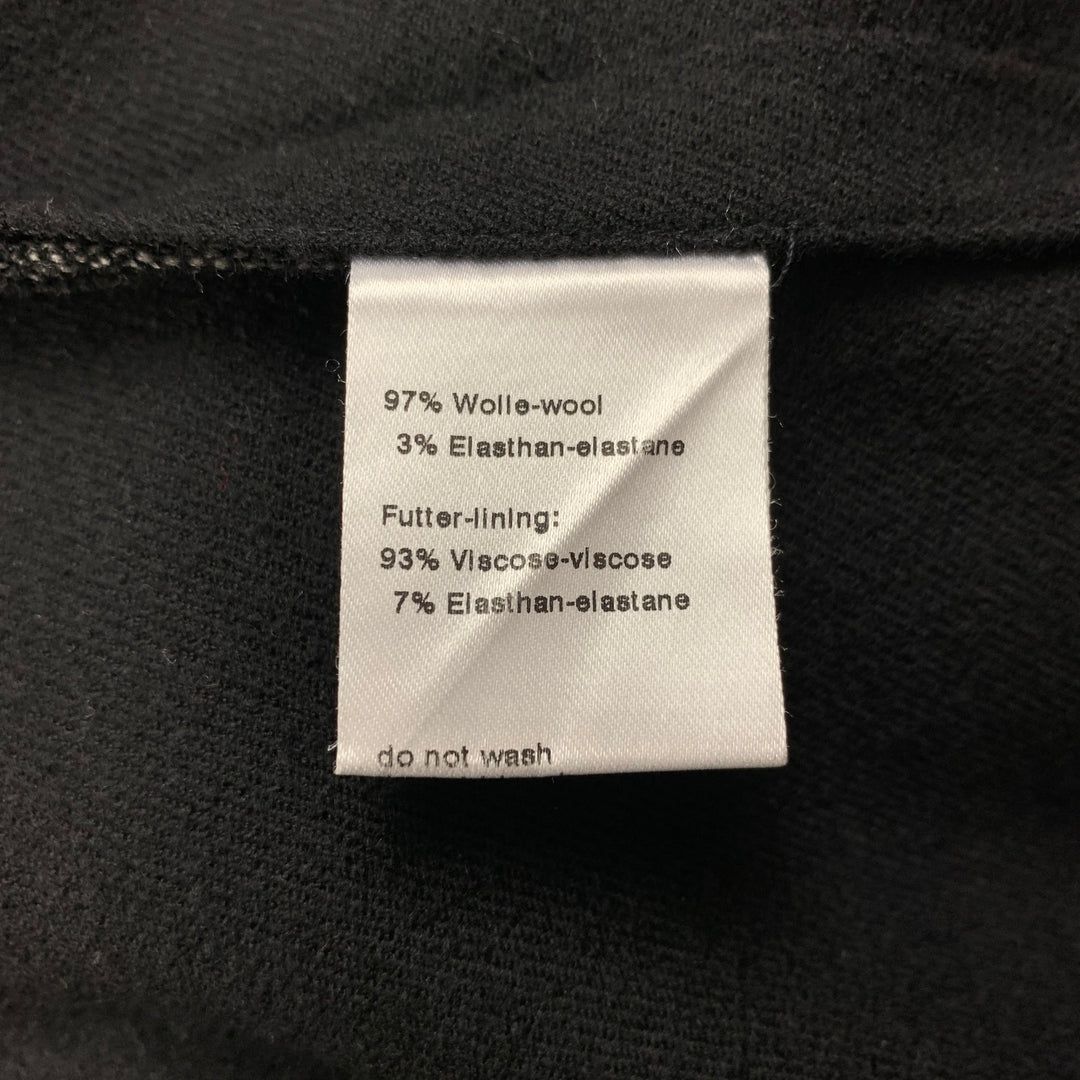 97% Wolle-wool
3% Elasthan-elastane
Futter-lining:
93% Viscose-viscose
7% Elasthan-elastane
do not wash